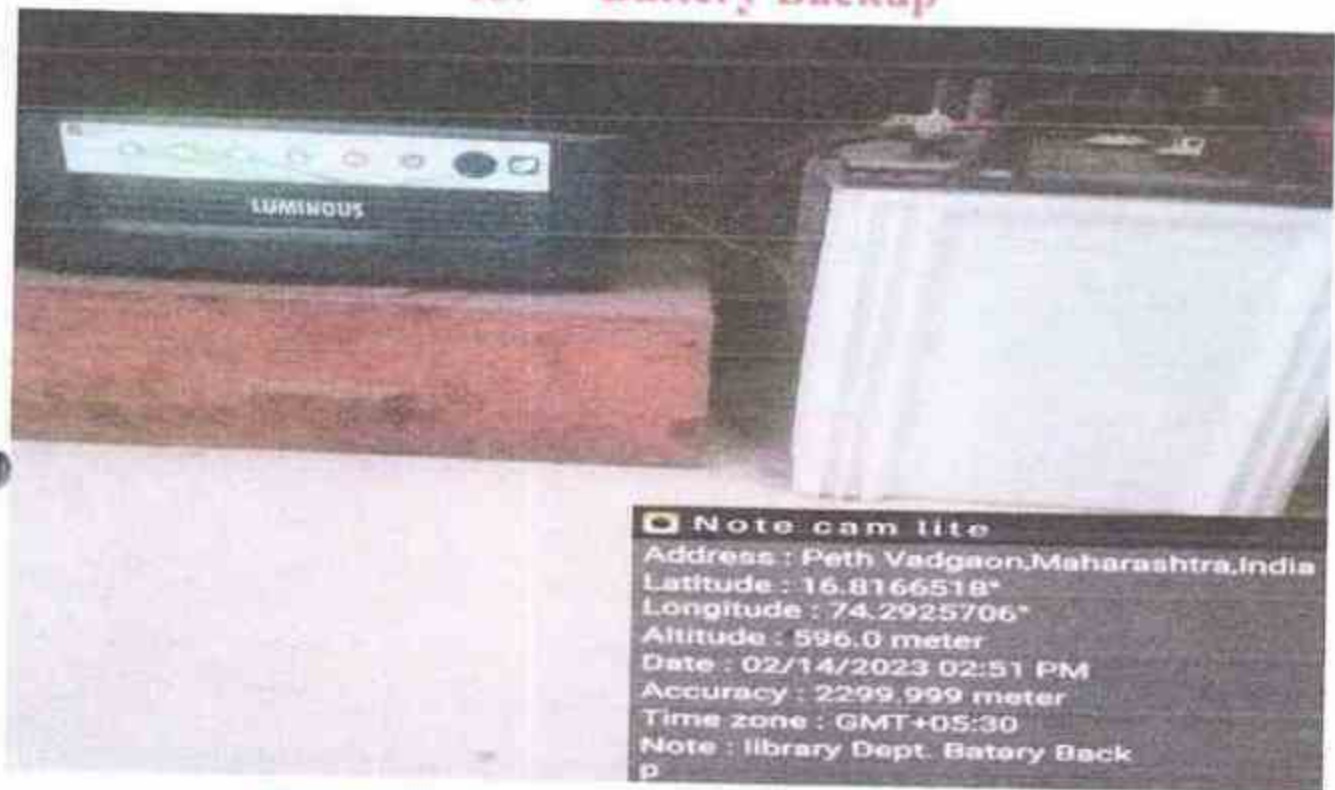 Battery Backup
LUMINOUS
Note cam lite
Address : Peth Vadgaon,Maharashtra,India
Latitude : 16.8166518°
Longitude : 74.2925706°
Altitude : 596.0 meter
Date : 02/14/2023 02:51 PM
Accuracy : 2299.999 meter
Time zone : GMT+05:30
Note : library Dept. Batary Back
p